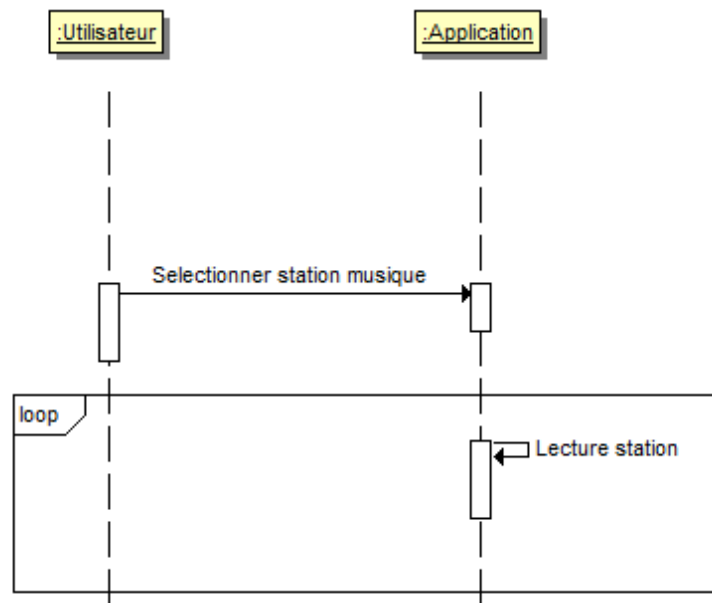 :Utilisateur
:Application
Selectionner station musique
loop
Lecture station